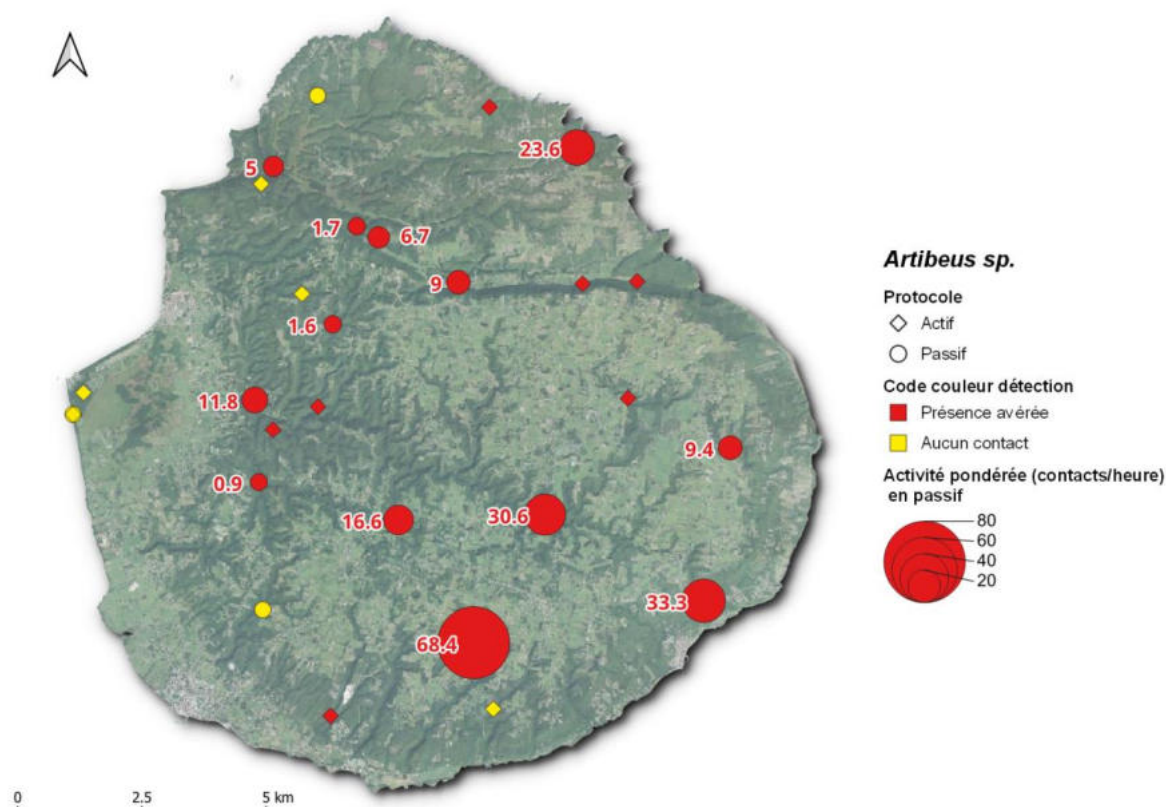 23.6
5
1.7
6.7
9
1.6
11.8
9.4
0.9
16.6
30.6
33.3
68.4
0 2.5 5 km
Artibeus sp.
Protocole
Actif
Passif
Code couleur détection
Présence avérée
Aucun contact
Activité pondérée (contacts/heure)
en passif
80
60
40
20